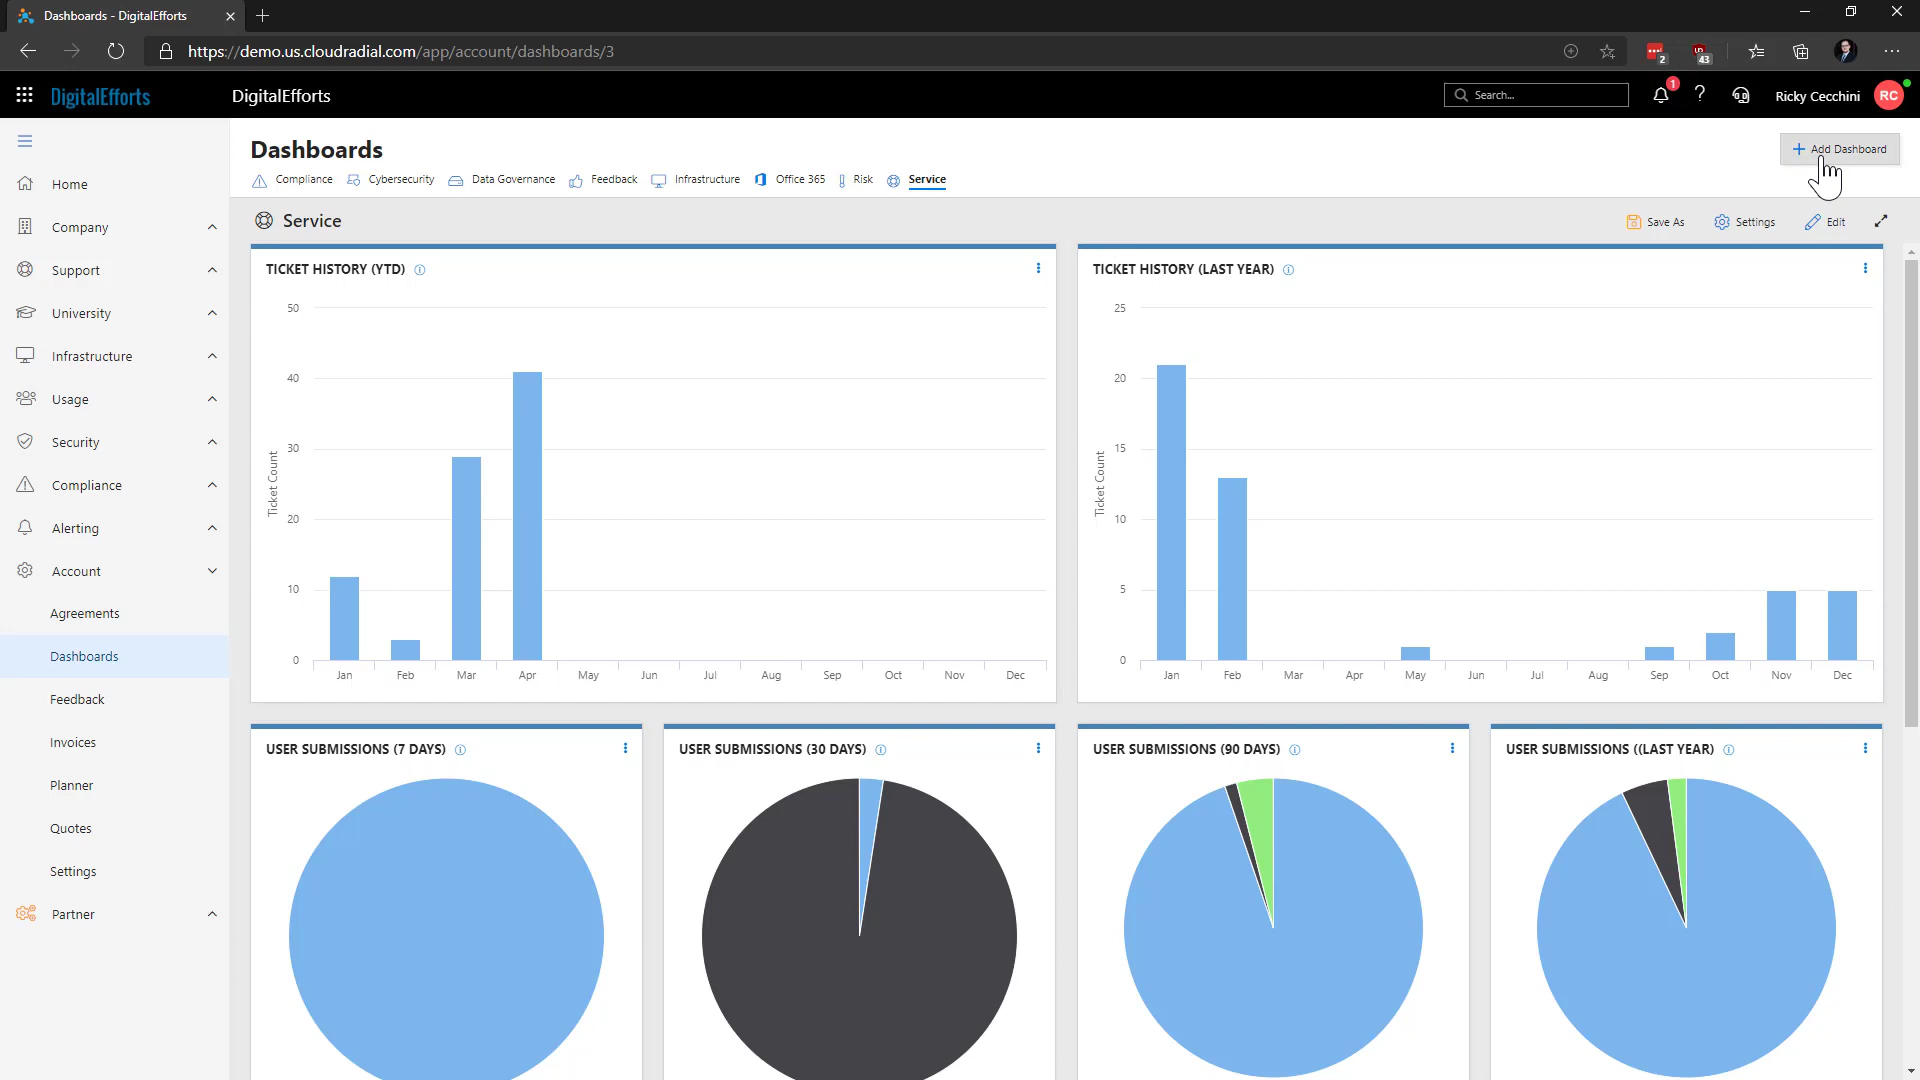 Dashboards - DigitalEfforts
https://demo.us.cloudradial.com/app/account/dashboards/3
2
43
DigitalEfforts
DigitalEfforts
Search...
1
?
Ricky Cecchini
RC
Home
Company
Support
University
Infrastructure
Usage
Security
Compliance
Alerting
Account
Agreements
Dashboards
Feedback
Invoices
Planner
Quotes
Settings
Partner
Dashboards
+ Add Dashboard
Compliance Cybersecurity Data Governance Feedback Infrastructure Office 365 Risk Service
Service
Save As Settings Edit
TICKET HISTORY (YTD)
50
40
30
20
10
0
Ticket Count
Jan Feb Mar Apr May Jun Jul Aug Sep Oct Nov Dec
TICKET HISTORY (LAST YEAR)
25
20
15
10
5
0
Ticket Count
Jan Feb Mar Apr May Jun Jul Aug Sep Oct Nov Dec
USER SUBMISSIONS (7 DAYS)
USER SUBMISSIONS (30 DAYS)
USER SUBMISSIONS (90 DAYS)
USER SUBMISSIONS ((LAST YEAR)